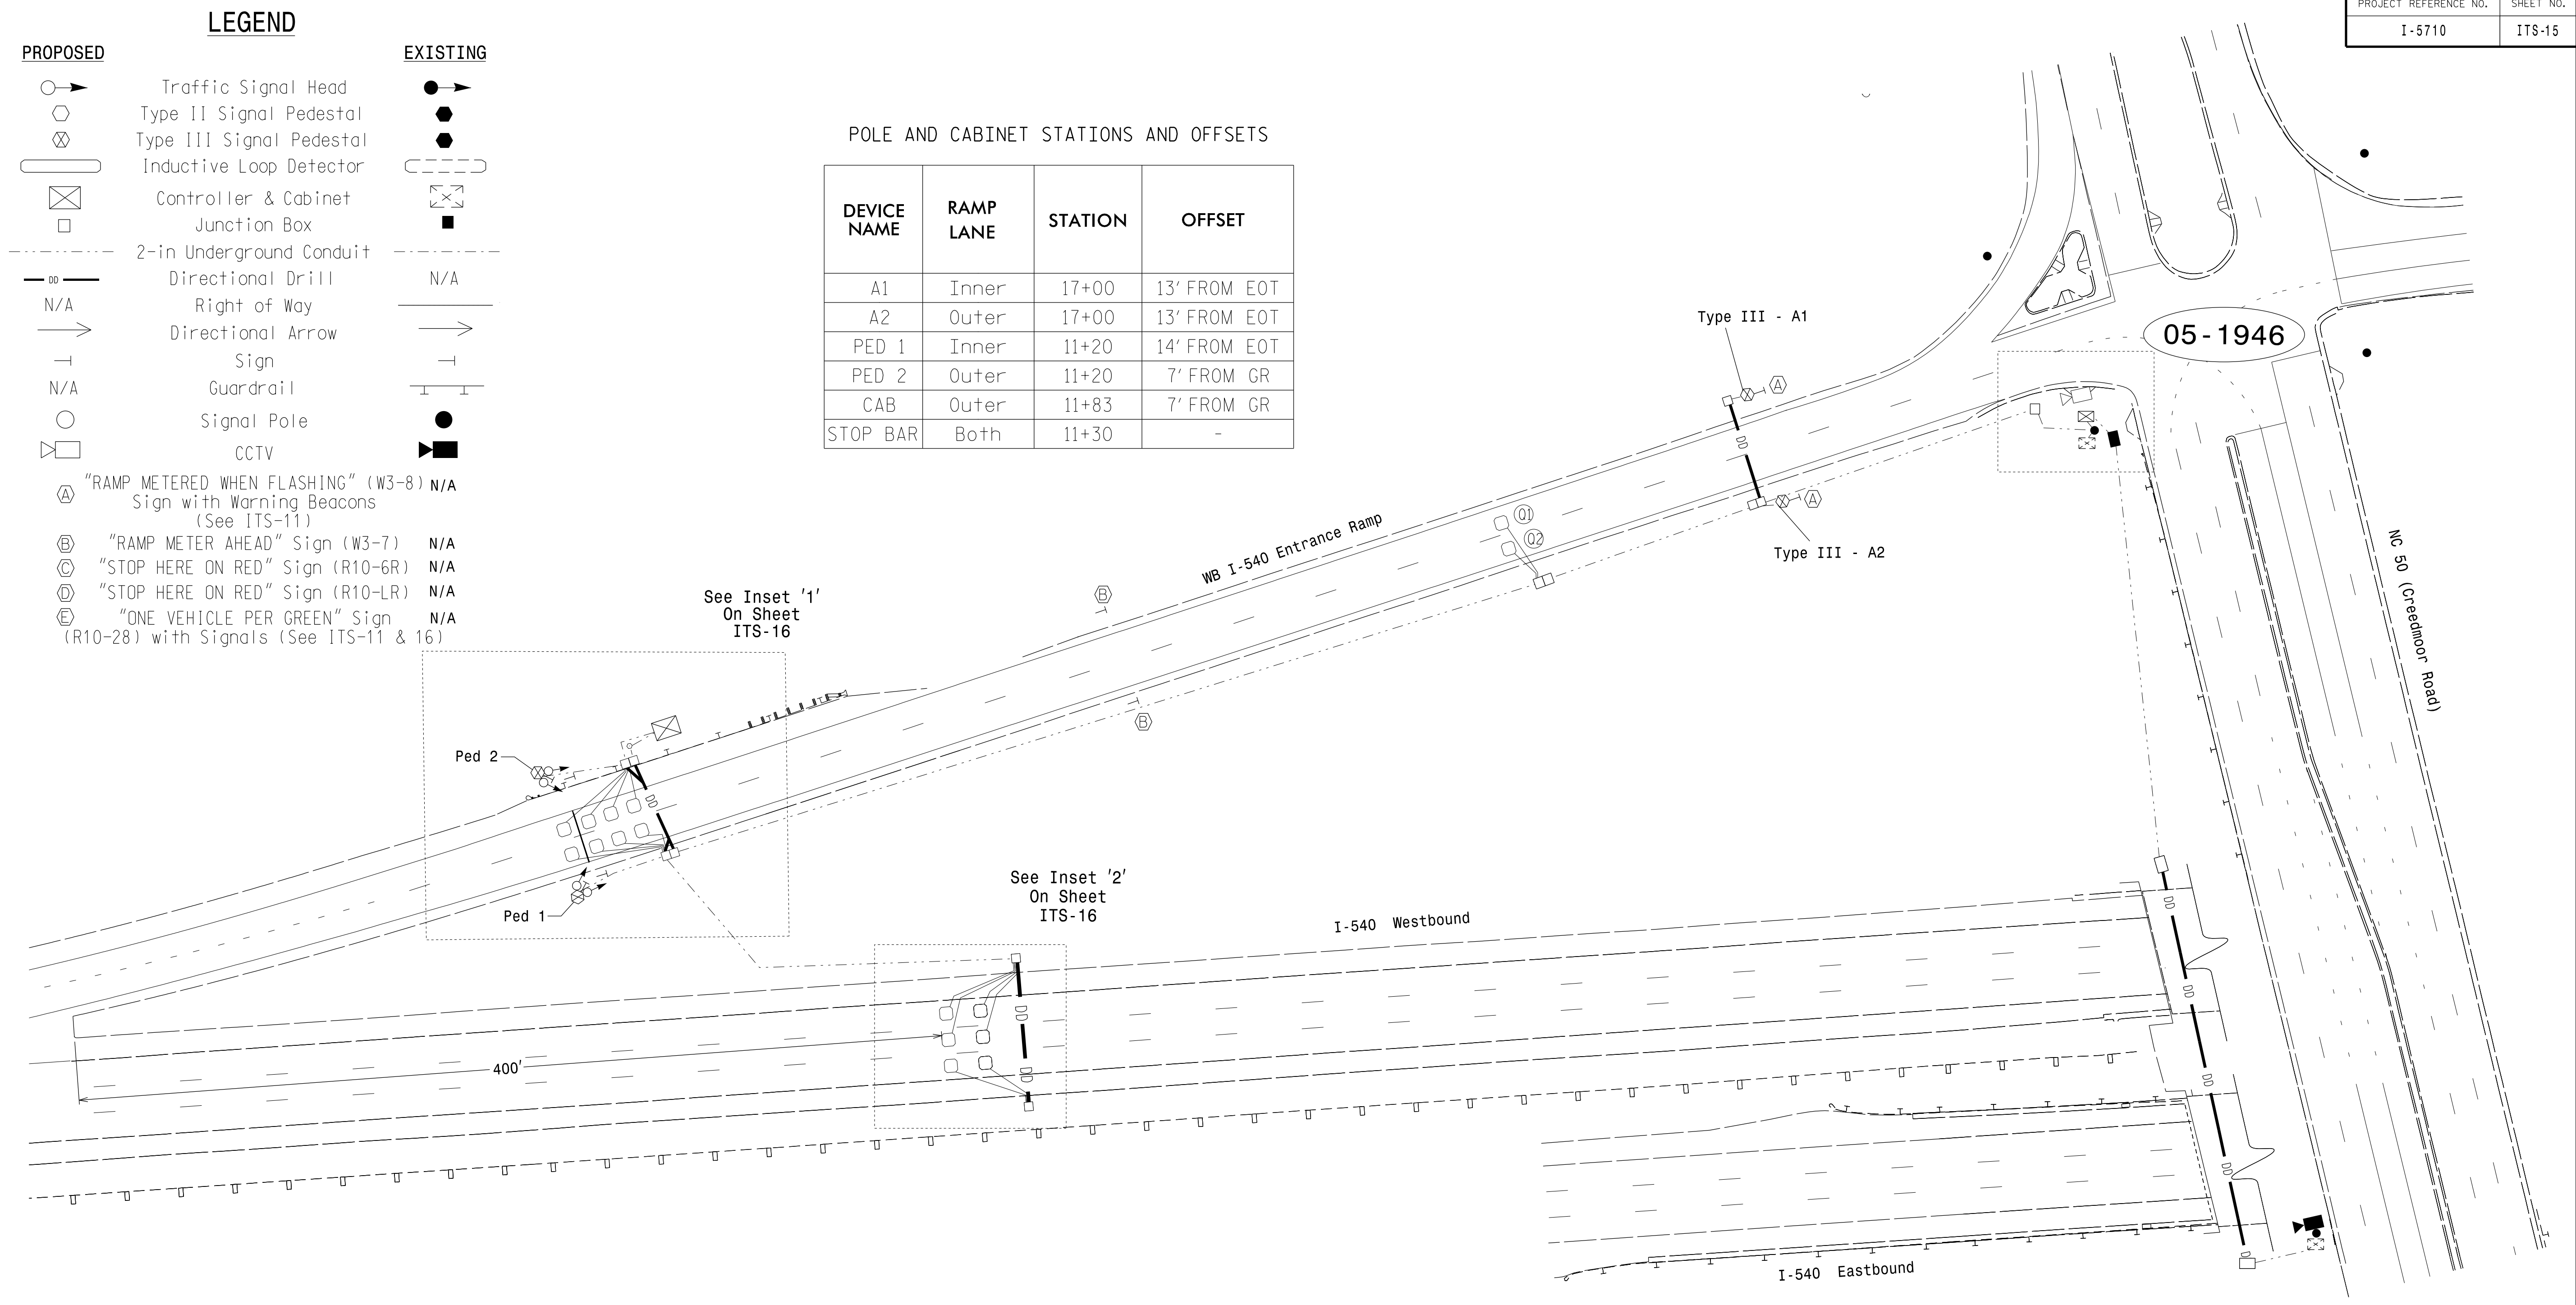 PROJECT REFERENCE NO. SHEET NO.
I-5710 ITS-15
LEGEND
PROPOSED EXISTING
Traffic Signal Head
Type II Signal Pedestal
Type III Signal Pedestal
Inductive Loop Detector
Controller & Cabinet
Junction Box
2-in Underground Conduit
DD Directional Drill N/A
N/A Right of Way
Directional Arrow
Sign
N/A Guardrail
Signal Pole
CCTV
A "RAMP METERED WHEN FLASHING" (W3-8) N/A
Sign with Warning Beacons
(See ITS-11)
B "RAMP METER AHEAD" Sign (W3-7) N/A
C "STOP HERE ON RED" Sign (R10-6R) N/A
D "STOP HERE ON RED" Sign (R10-LR) N/A
E "ONE VEHICLE PER GREEN" Sign N/A
(R10-28) with Signals (See ITS-11 & 16)
POLE AND CABINET STATIONS AND OFFSETS
DEVICE NAME RAMP LANE STATION OFFSET
A1 Inner 17+00 13' FROM EOT
A2 Outer 17+00 13' FROM EOT
PED 1 Inner 11+20 14' FROM EOT
PED 2 Outer 11+20 7' FROM GR
CAB Outer 11+83 7' FROM GR
STOP BAR Both 11+30 -
Type III - A1
A
05-1946
DD
A
Type III - A2
Q1
Q2
WB I-540 Entrance Ramp
NC 50 (Creedmoor Road)
B
B
See Inset '1'
On Sheet
ITS-16
Ped 2
DD
Ped 1
See Inset '2'
On Sheet
ITS-16
I-540 Westbound
DD
DD
DD
DD
DD
DD
400'
D
I-540 Eastbound